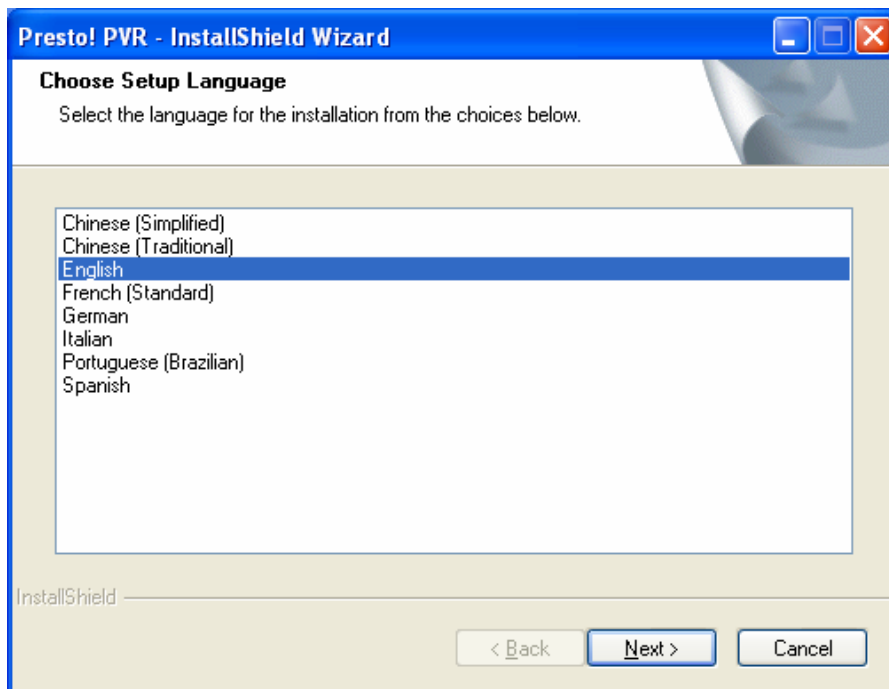 Presto! PVR - InstallShield Wizard
Choose Setup Language
Select the language for the installation from the choices below.
Chinese (Simplified)
Chinese (Traditional)
English
French (Standard)
German
Italian
Portuguese (Brazilian)
Spanish
InstallShield
< Back Next > Cancel